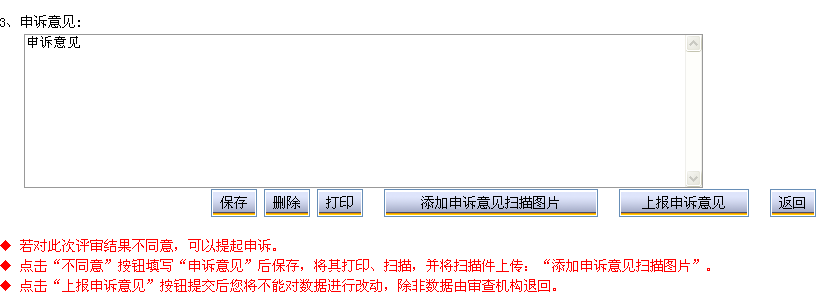 3、申诉意见:
申诉意见
保存 删除 打印 添加申诉意见扫描图片 上报申诉意见 返回
◆ 若对此次评审结果不同意，可以提起申诉。
◆ 点击“不同意”按钮填写“申诉意见”后保存，将其打印、扫描，并将扫描件上传：“添加申诉意见扫描图片”。
◆ 点击“上报申诉意见”按钮提交后您将不能对数据进行改动，除非数据由审查机构退回。